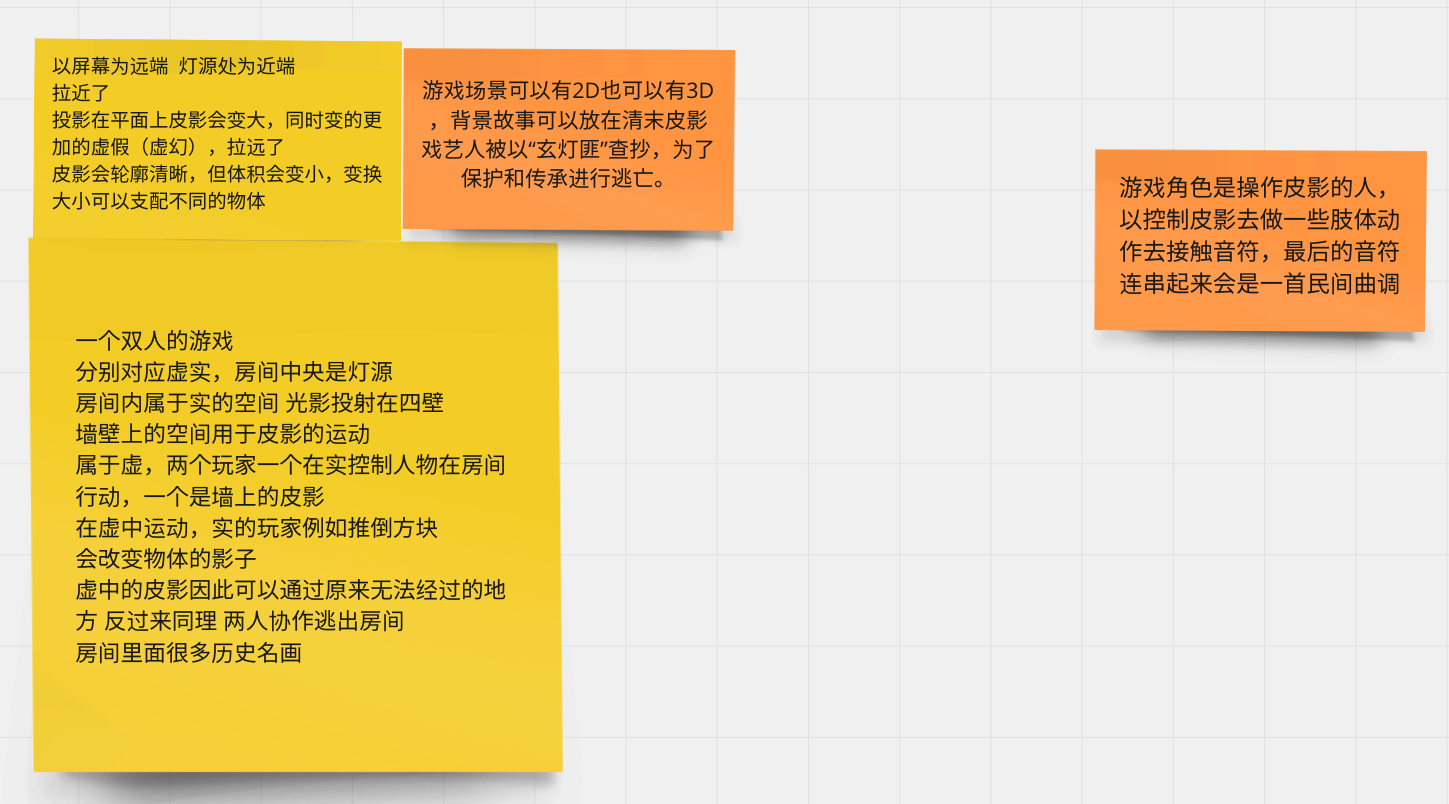 以屏幕为远端  灯源处为近端
拉近了
投影在平面上皮影会变大，同时变的更
加的虚假（虚幻），拉远了
皮影会轮廓清晰，但体积会变小，变换
大小可以支配不同的物体
游戏场景可以有2D也可以有3D
，背景故事可以放在清末皮影
戏艺人被以“玄灯匪”查抄，为了
保护和传承进行逃亡。
游戏角色是操作皮影的人，
以控制皮影去做一些肢体动
作去接触音符，最后的音符
连串起来会是一首民间曲调
一个双人的游戏
分别对应虚实，房间中央是灯源
房间内属于实的空间 光影投射在四壁
墙壁上的空间用于皮影的运动
属于虚，两个玩家一个在实控制人物在房间
行动，一个是墙上的皮影
在虚中运动，实的玩家例如推倒方块
会改变物体的影子
虚中的皮影因此可以通过原来无法经过的地
方 反过来同理 两人协作逃出房间
房间里面很多历史名画